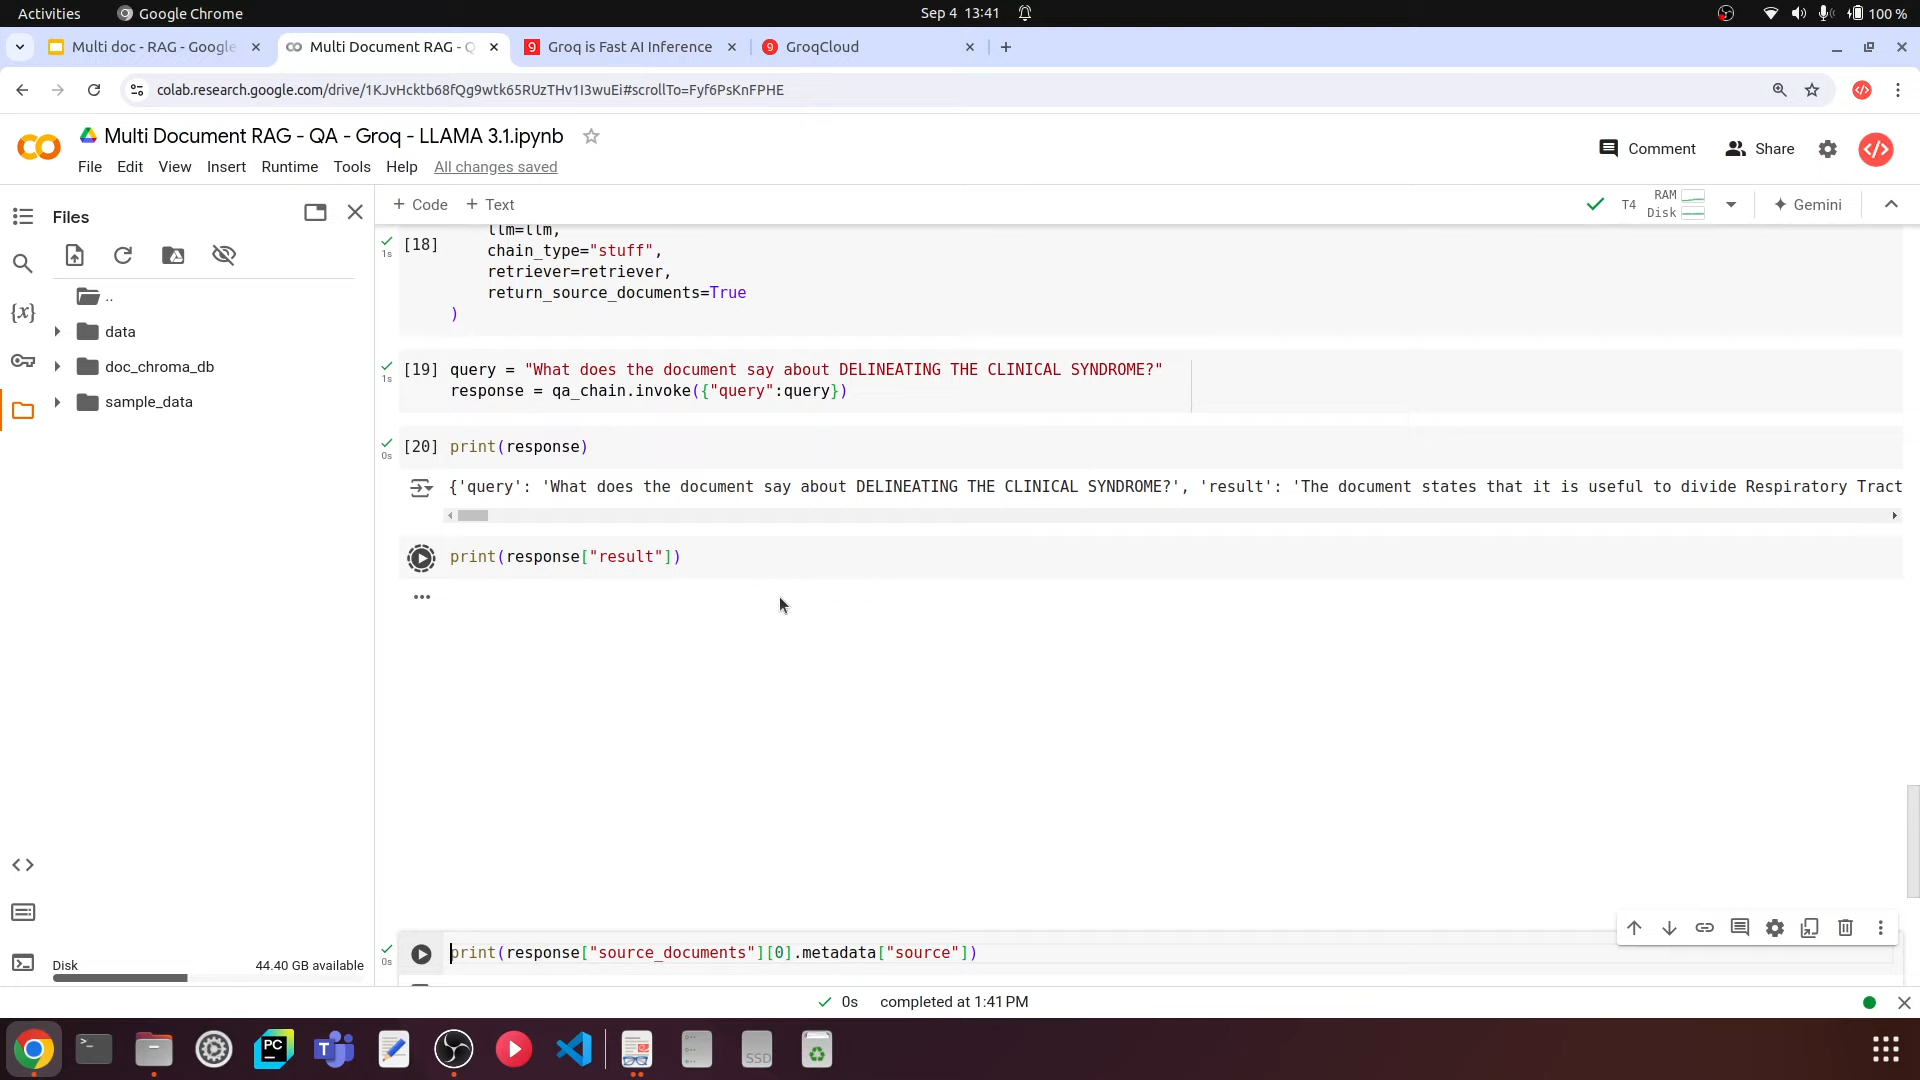 Activities
Google Chrome
Sep 4 13:41
100 %
Multi doc - RAG - Google
Multi Document RAG - Q
Groq is Fast AI Inference
GroqCloud
colab.research.google.com/drive/1KJvHcktb68fQg9wtk65RUzTHv1I3wuEi#scrollTo=Fyf6PsKnFPHE
Multi Document RAG - QA - Groq - LLAMA 3.1.ipynb
File Edit View Insert Runtime Tools Help All changes saved
Comment
Share
Files
+ Code + Text
T4
RAM
Disk
Gemini
..
data
doc_chroma_db
sample_data
llm=llm,
[18]
1s
chain_type="stuff",
retriever=retriever,
return_source_documents=True
)
[19] query = "What does the document say about DELINEATING THE CLINICAL SYNDROME?"
1s
response = qa_chain.invoke({"query":query})
[20] print(response)
0s
{'query': 'What does the document say about DELINEATING THE CLINICAL SYNDROME?', 'result': 'The document states that it is useful to divide Respiratory Tract
print(response["result"])
...
print(response["source_documents"][0].metadata["source"])
0s
Disk
44.40 GB available
0s completed at 1:41 PM
PC
SSD